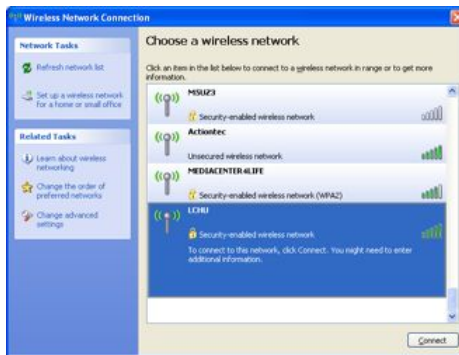 Wireless Network Connection
Network Tasks
Refresh network list
Set up a wireless network
for a home or small office
Related Tasks
Learn about wireless
networking
Change the order of
preferred networks
Change advanced
settings
Choose a wireless network
Click an item in the list below to connect to a wireless network in range or to get more
information.
MSUZ3
Security-enabled wireless network
Actiontec
Unsecured wireless network
MEDIACENTER4LIFE
Security-enabled wireless network (WPA2)
LCHU
Security-enabled wireless network
To connect to this network, click Connect. You might need to enter
additional information.
Connect